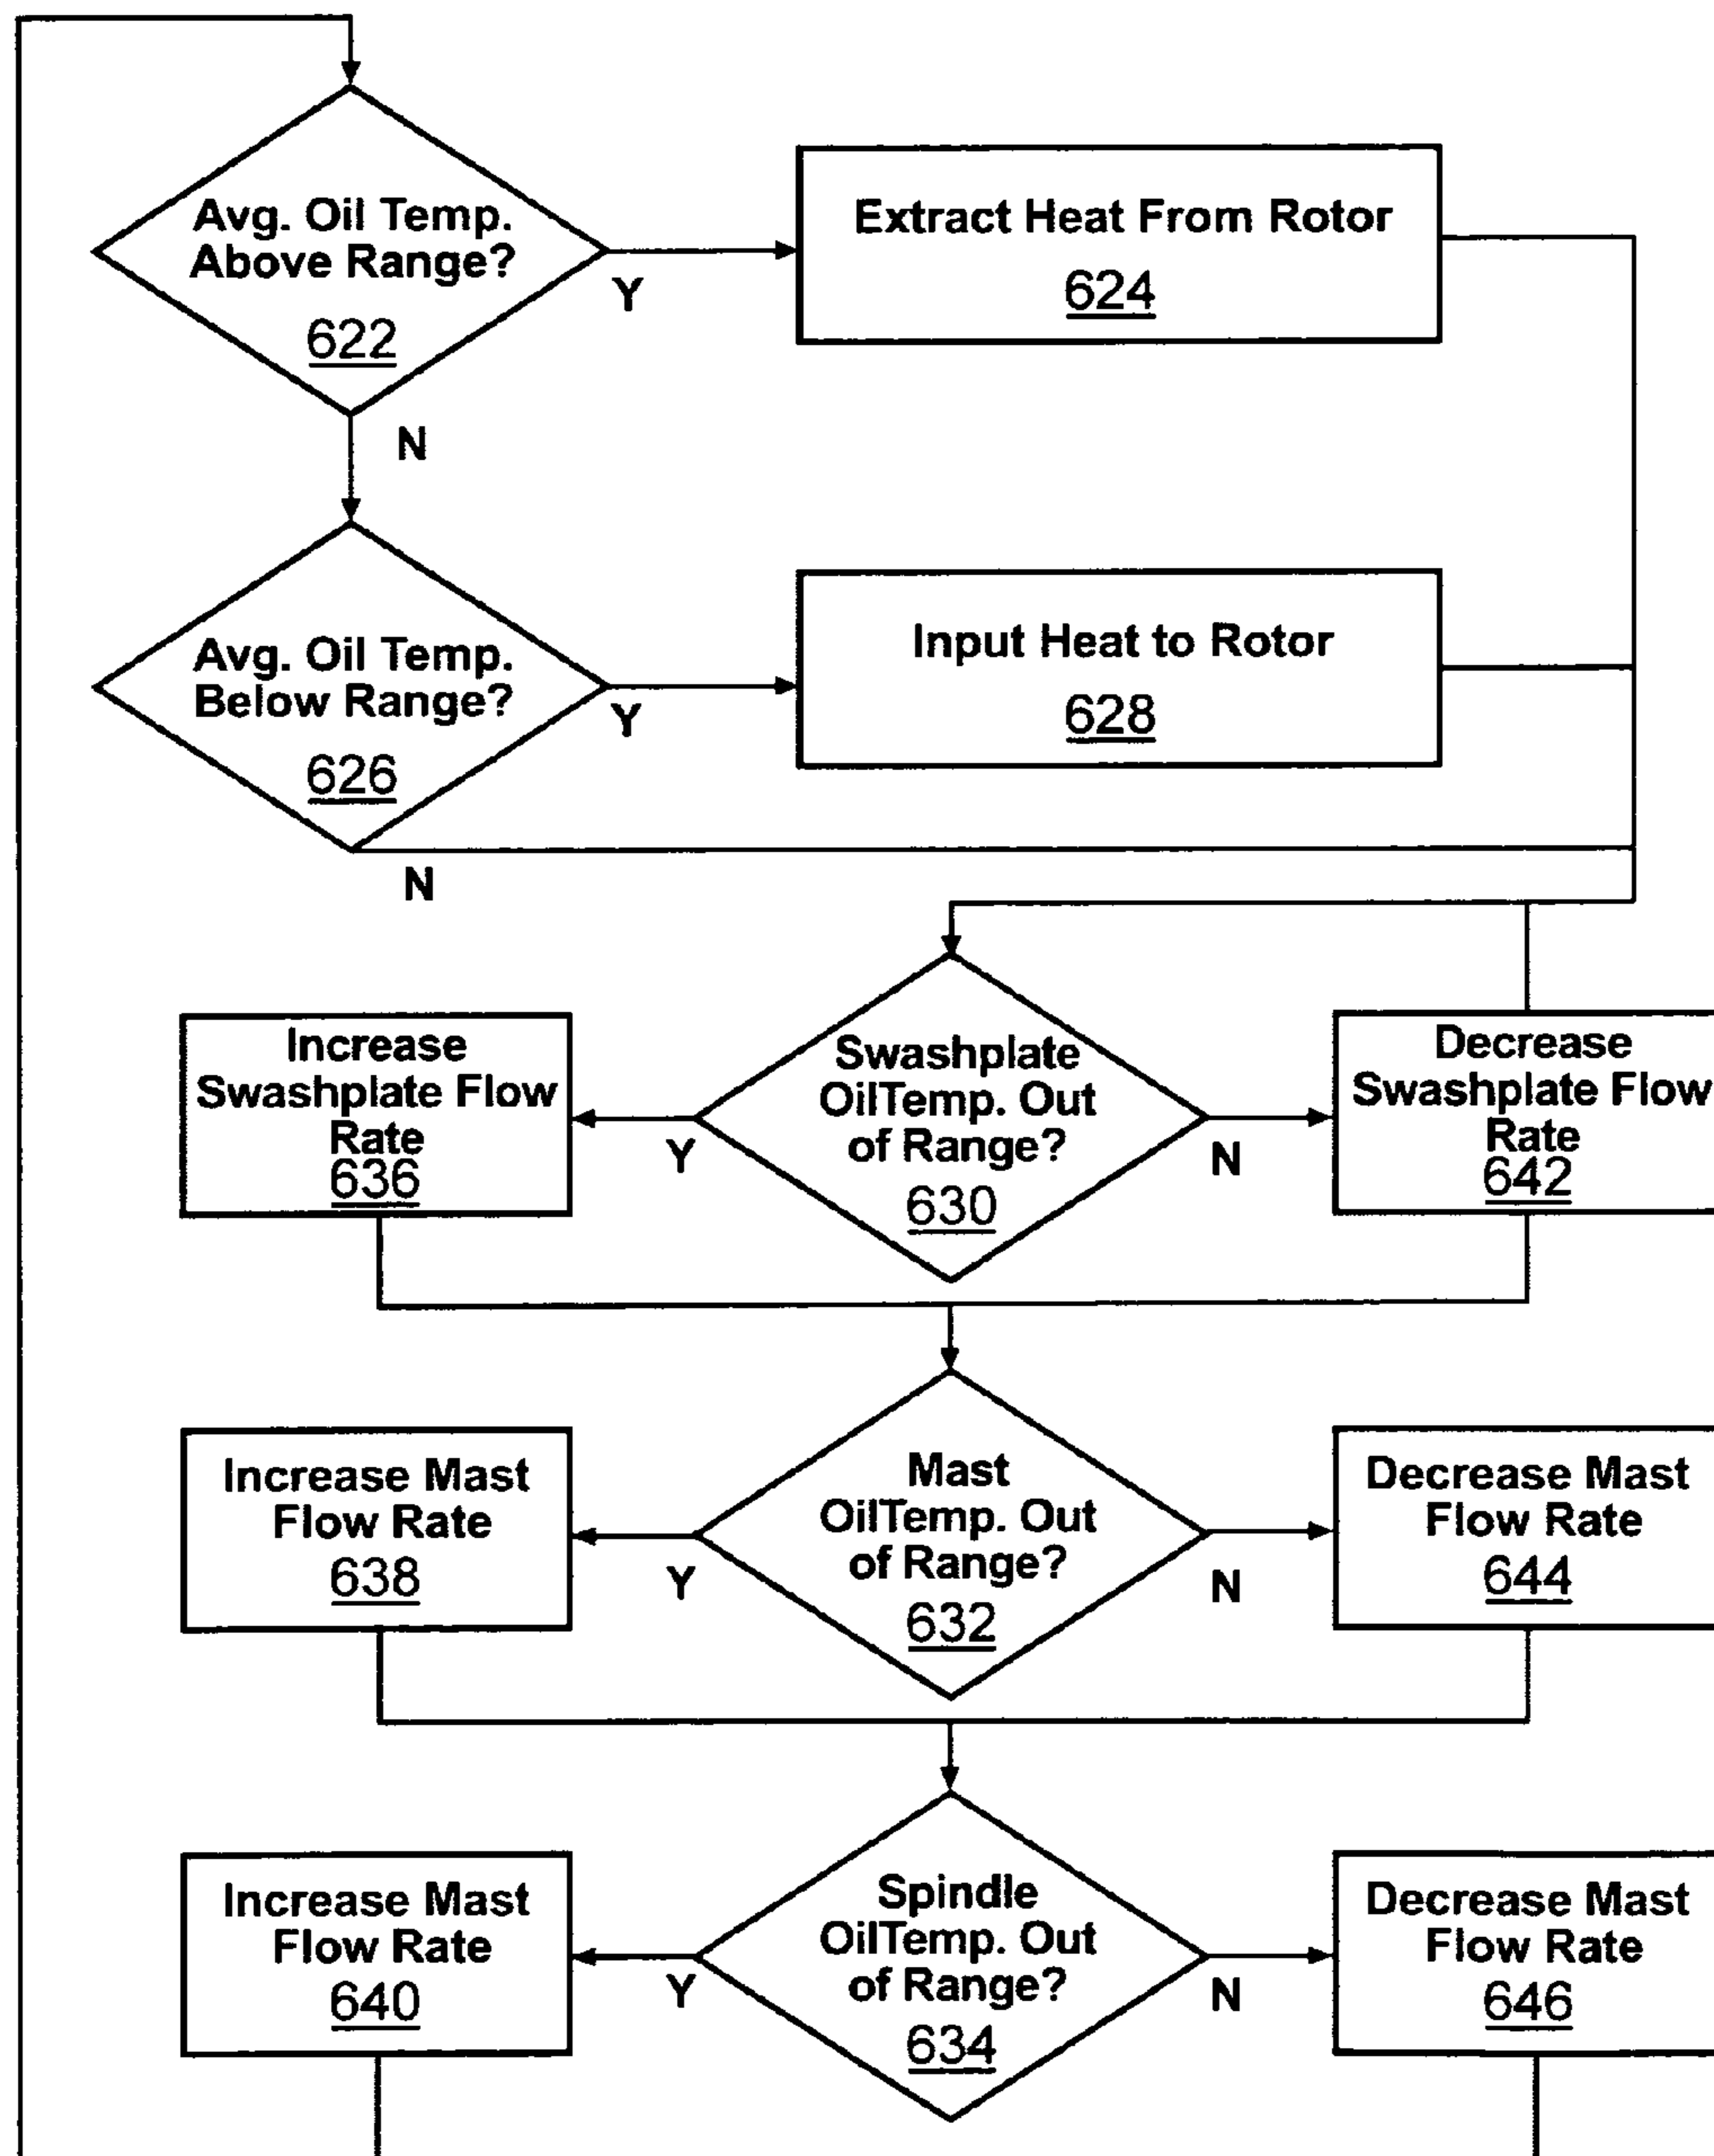 Avg. Oil Temp.
Above Range?
622
Y
N
Extract Heat From Rotor
624
Avg. Oil Temp.
Below Range?
626
Y
N
Input Heat to Rotor
628
Increase
Swashplate Flow
Rate
636
Swashplate
OilTemp. Out
of Range?
630
Y
N
Decrease
Swashplate Flow
Rate
642
Increase Mast
Flow Rate
638
Mast
OilTemp. Out
of Range?
632
Y
N
Decrease Mast
Flow Rate
644
Increase Mast
Flow Rate
640
Spindle
OilTemp. Out
of Range?
634
Y
N
Decrease Mast
Flow Rate
646